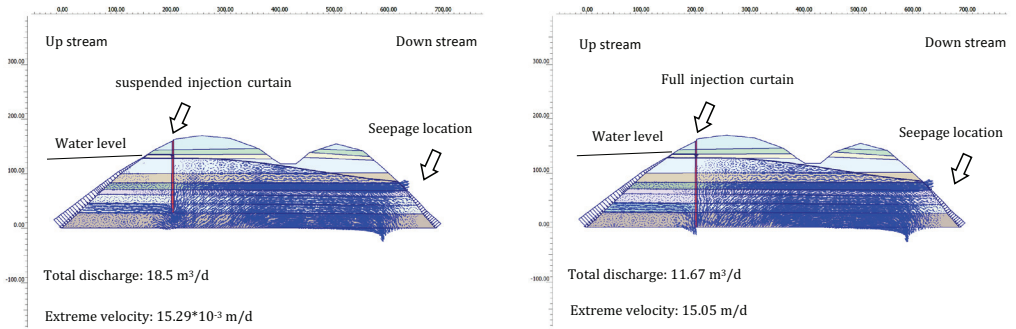 0.00 100.00 200.00 300.00 400.00 500.00 600.00 700.00
Up stream Down stream
300.00
suspended injection curtain
200.00
Water level
Seepage location
100.00
0.00
-100.00
Total discharge: 18.5 m³/d
Extreme velocity: 15.29*10⁻³ m/d
0.00 100.00 200.00 300.00 400.00 500.00 600.00 700.00
Up stream Down stream
300.00
Full injection curtain
200.00
Water level
Seepage location
100.00
0.00
-100.00
Total discharge: 11.67 m³/d
Extreme velocity: 15.05 m/d